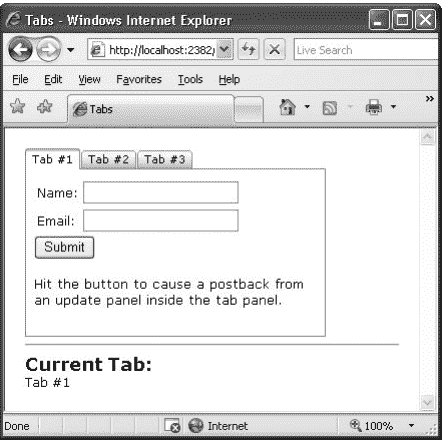 Tabs - Windows Internet Explorer
http://localhost:2382/
Live Search
File Edit View Favorites Tools Help
Tabs
»
Tab #1 Tab #2 Tab #3
Name:
Email:
Submit
Hit the button to cause a postback from
an update panel inside the tab panel.
Current Tab:
Tab #1
Done Internet 100%